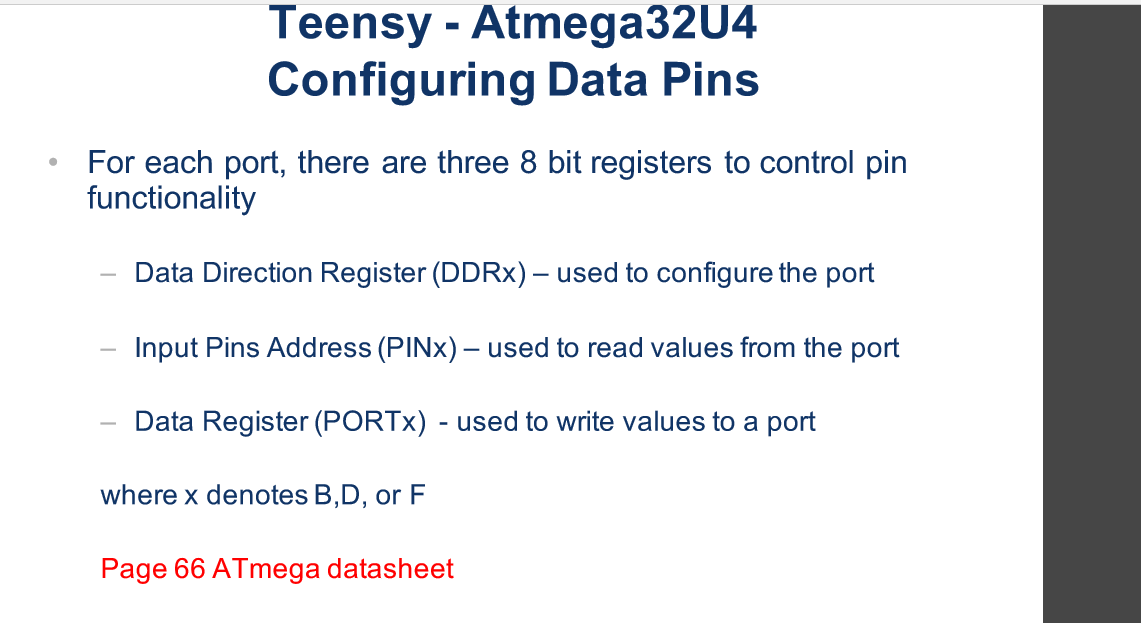 Teensy - Atmega32U4
Configuring Data Pins
• For each port, there are three 8 bit registers to control pin
functionality
– Data Direction Register (DDRx) – used to configure the port
– Input Pins Address (PINx) – used to read values from the port
– Data Register (PORTx) - used to write values to a port
where x denotes B,D, or F
Page 66 ATmega datasheet